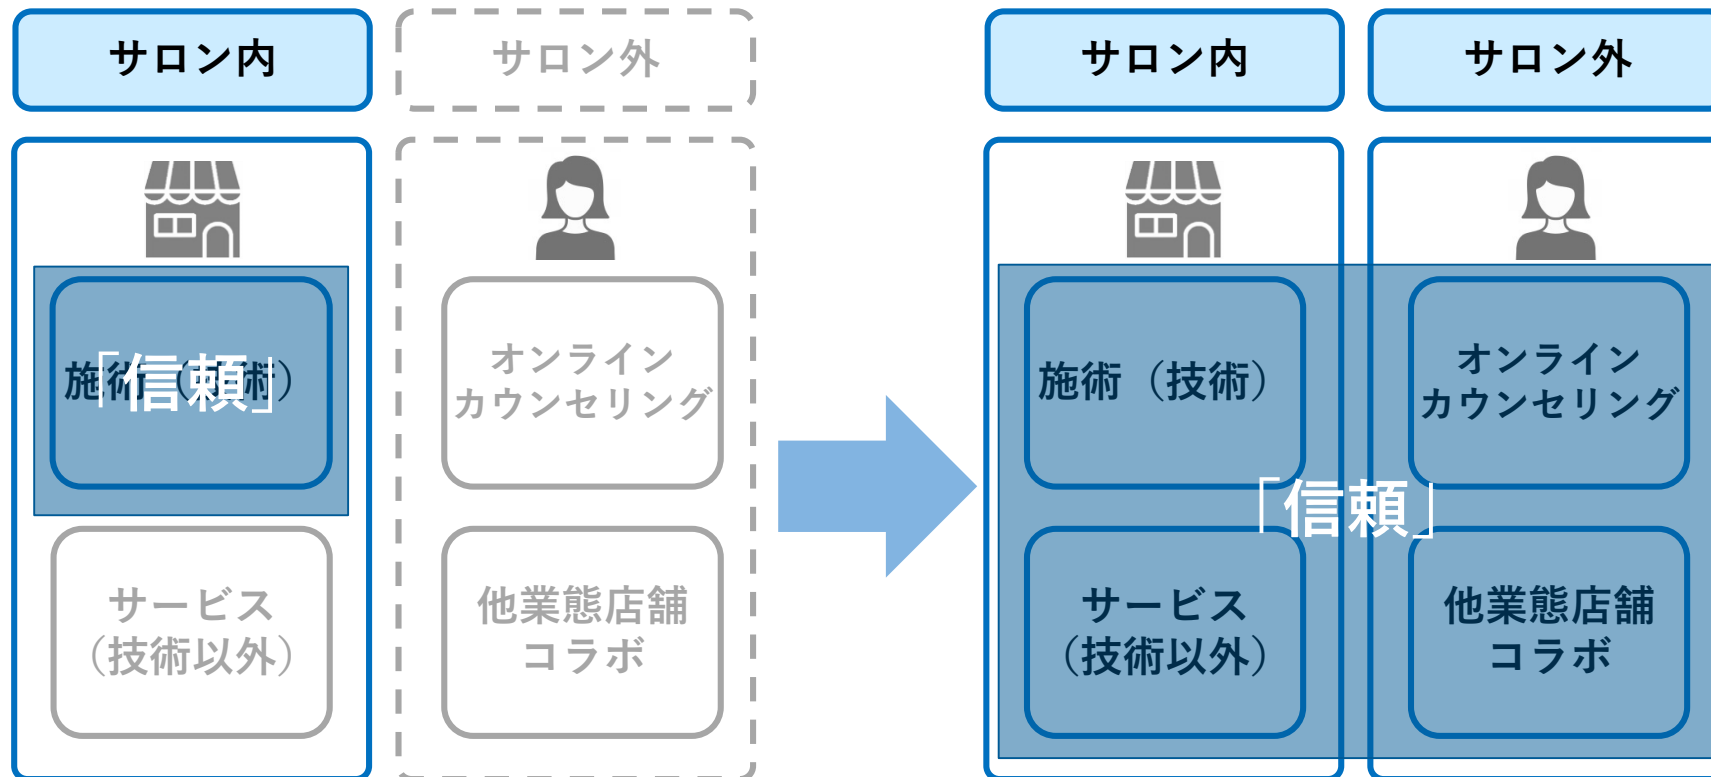 サロン内
サロン外
施術（技術）
「信頼」
オンライン
カウンセリング
サービス
（技術以外）
他業態店舗
コラボ
サロン内
サロン外
施術（技術）
オンライン
カウンセリング
「信頼」
サービス
（技術以外）
他業態店舗
コラボ